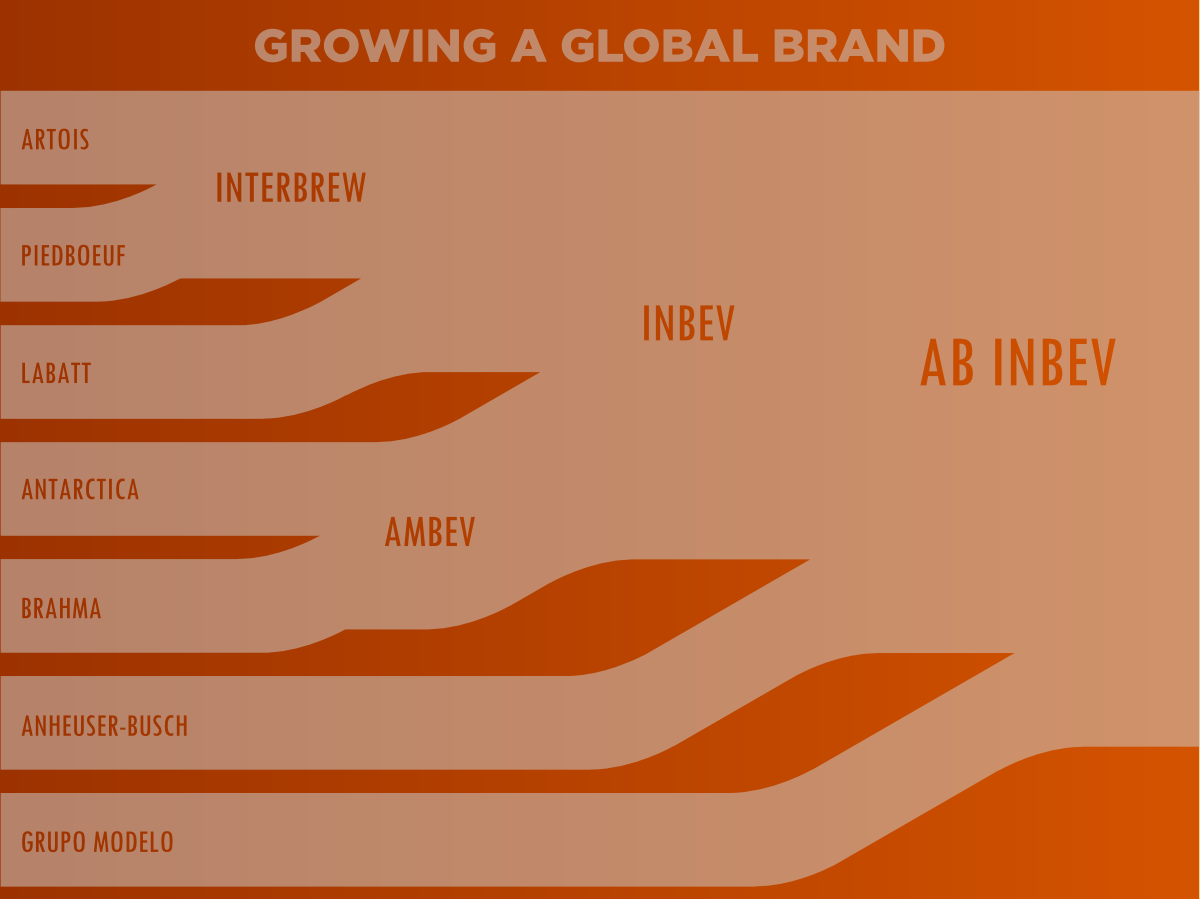 GROWING A GLOBAL BRAND
ARTOIS
INTERBREW
PIEDBOEUF
INBEV
AB INBEV
LABATT
ANTARCTICA
AMBEV
BRAHMA
ANHEUSER-BUSCH
GRUPO MODELO